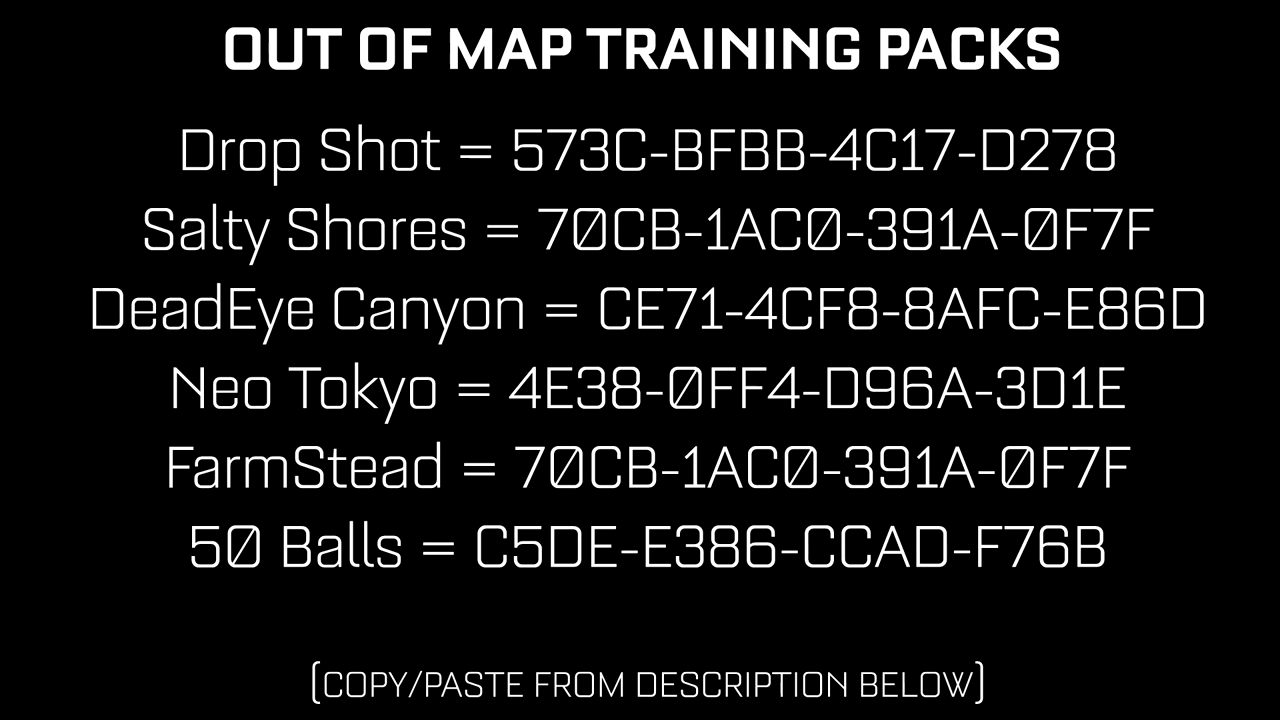 OUT OF MAP TRAINING PACKS
Drop Shot = 573C-BFBB-4C17-D278
Salty Shores = 70CB-1AC0-391A-0F7F
DeadEye Canyon = CE71-4CF8-8AFC-E86D
Neo Tokyo = 4E38-0FF4-D96A-3D1E
FarmStead = 70CB-1AC0-391A-0F7F
50 Balls = C5DE-E386-CCAD-F76B
(COPY/PASTE FROM DESCRIPTION BELOW)